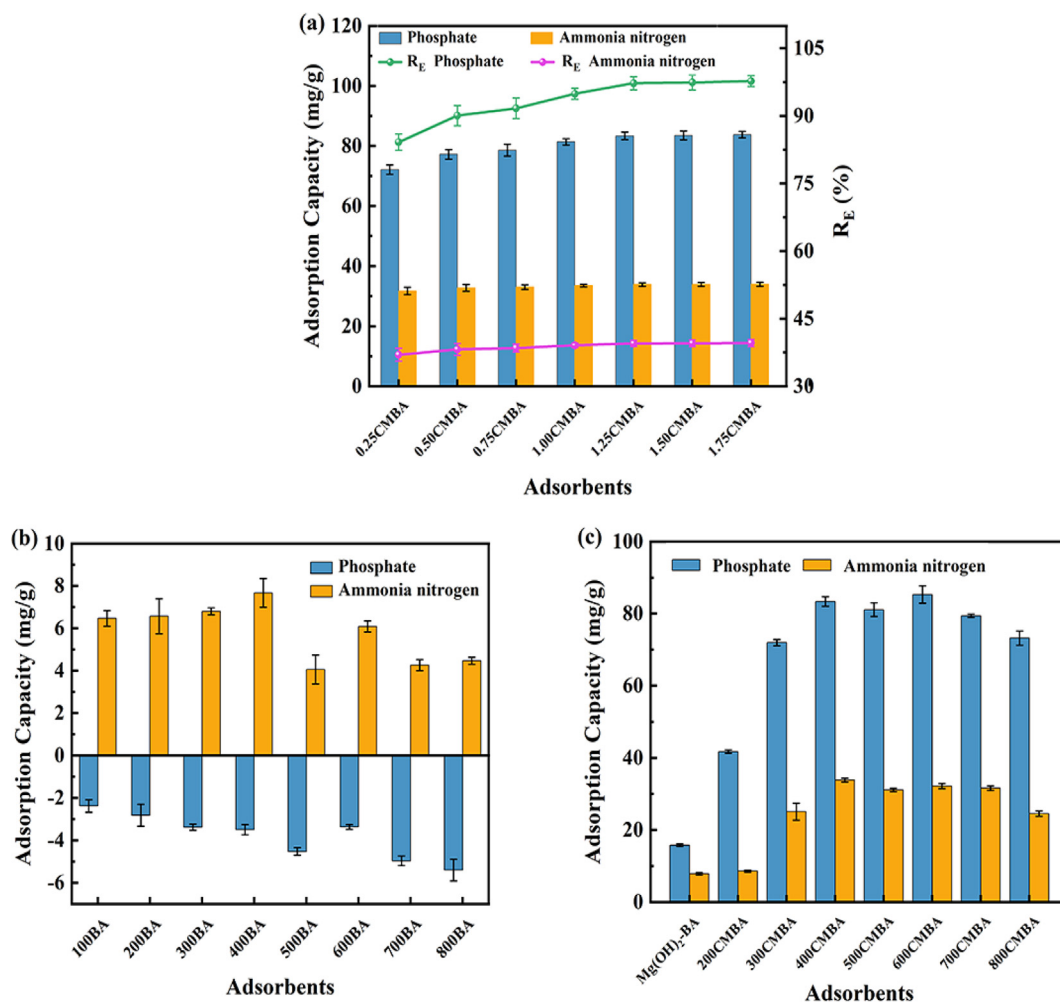 (a)
Phosphate
Ammonia nitrogen
R_E Phosphate
R_E Ammonia nitrogen
Adsorption Capacity (mg/g)
120
100
80
60
40
20
0
R_E (%)
105
90
75
60
45
30
0.25CMBA
0.50CMBA
0.75CMBA
1.00CMBA
1.25CMBA
1.50CMBA
1.75CMBA
Adsorbents
(b)
Phosphate
Ammonia nitrogen
Adsorption Capacity (mg/g)
10
8
6
4
2
0
-2
-4
-6
100BA
200BA
300BA
400BA
500BA
600BA
700BA
800BA
Adsorbents
(c)
Phosphate
Ammonia nitrogen
Adsorption Capacity (mg/g)
100
80
60
40
20
0
Mg(OH)₂-BA
200CMBA
300CMBA
400CMBA
500CMBA
600CMBA
700CMBA
800CMBA
Adsorbents